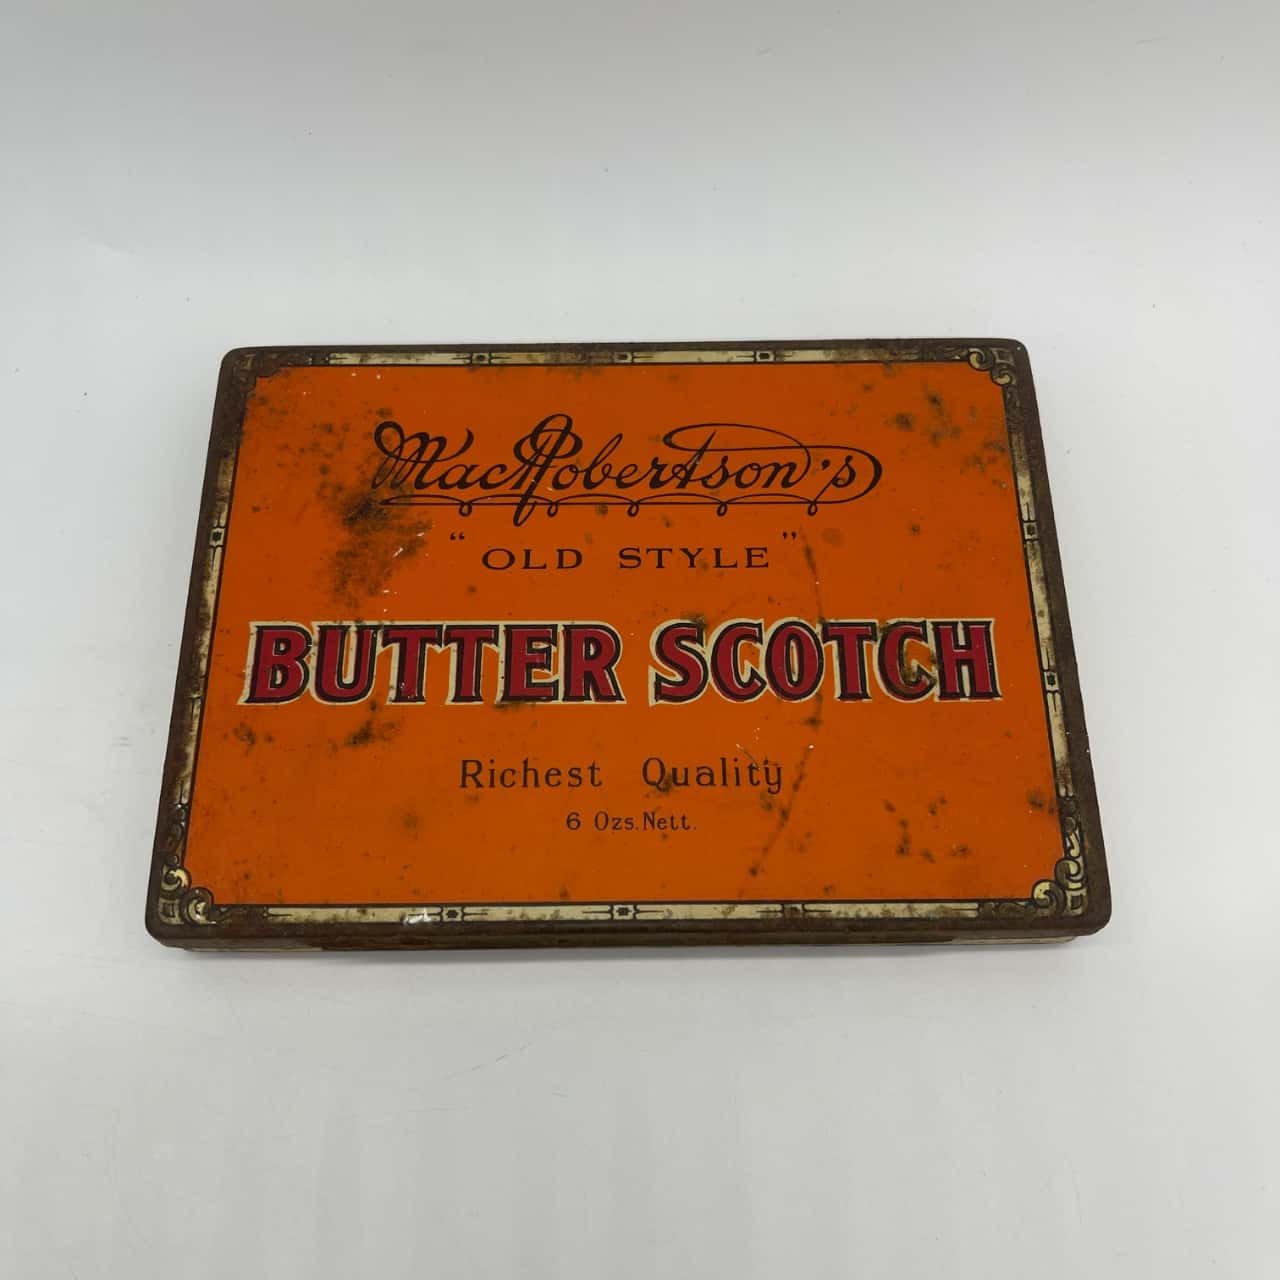 MacRobertson's
"OLD STYLE"
BUTTER SCOTCH
Richest Quality
6 Ozs. Nett.